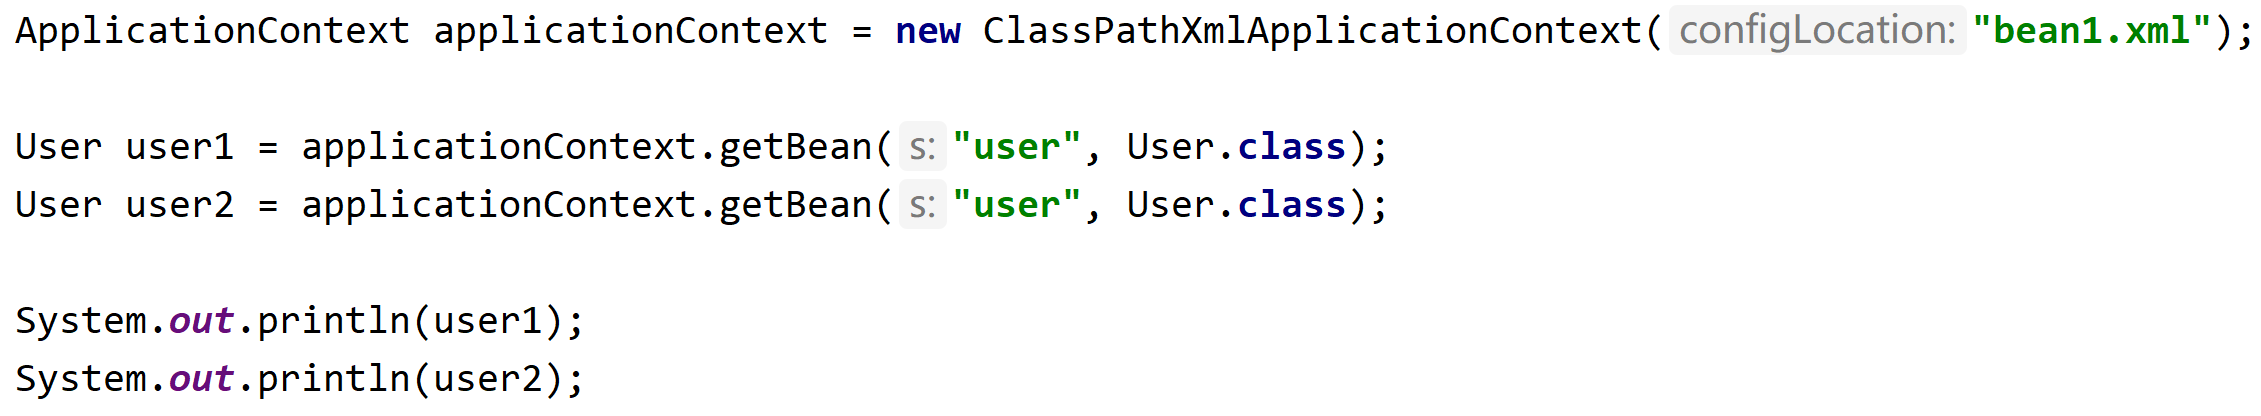 ApplicationContext applicationContext = new ClassPathXmlApplicationContext( configLocation: "bean1.xml");
User user1 = applicationContext.getBean( s: "user", User.class);
User user2 = applicationContext.getBean( s: "user", User.class);
System.out.println(user1);
System.out.println(user2);